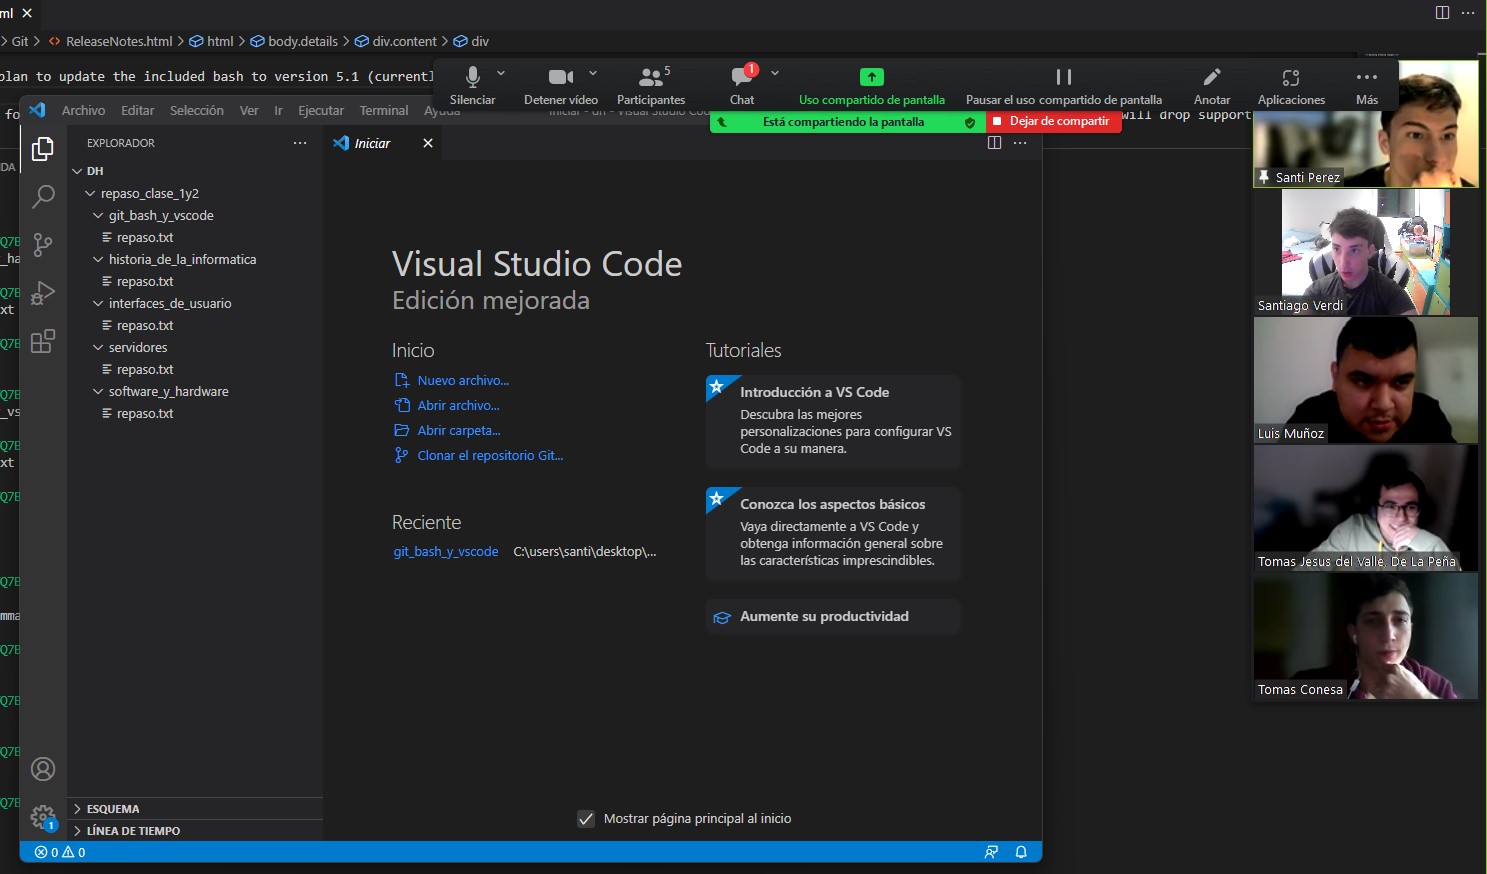 ml
Git > ReleaseNotes.html > html > body.details > div.content > div
plan to update the included bash to version 5.1 (currentl
5
1
Silenciar
Detener vídeo
Participantes
Chat
Uso compartido de pantalla
Pausar el uso compartido de pantalla
Anotar
Aplicaciones
Más
Está compartiendo la pantalla
Dejar de compartir
fo
will drop support
Archivo Editar Selección Ver Ir Ejecutar Terminal Ayuda
EXPLORADOR
Iniciar
DH
repaso_clase_1y2
git_bash_y_vscode
repaso.txt
historia_de_la_informatica
repaso.txt
interfaces_de_usuario
repaso.txt
servidores
repaso.txt
software_y_hardware
repaso.txt
Visual Studio Code
Edición mejorada
Inicio
Nuevo archivo...
Abrir archivo...
Abrir carpeta...
Clonar el repositorio Git...
Reciente
git_bash_y_vscode C:\users\santi\desktop\...
Tutoriales
Introducción a VS Code
Descubra las mejores
personalizaciones para configurar VS
Code a su manera.
Conozca los aspectos básicos
Vaya directamente a VS Code y
obtenga información general sobre
las características imprescindibles.
Aumente su productividad
Mostrar página principal al inicio
ESQUEMA
LÍNEA DE TIEMPO
1
0 0
Santi Perez
Santiago Verdi
Luis Muñoz
Tomas Jesus del Valle, De La Peña
Tomas Conesa